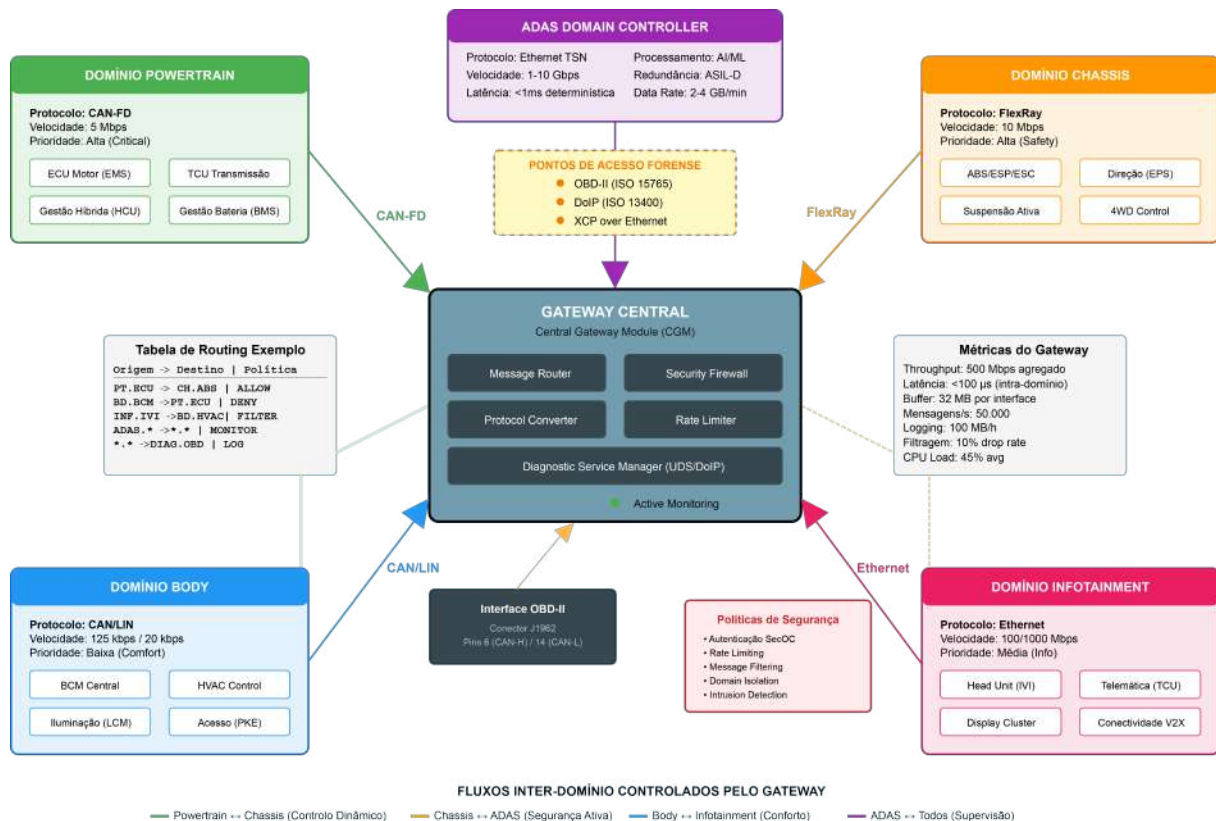 ADAS DOMAIN CONTROLLER
Protocolo: Ethernet TSN
Velocidade: 1-10 Gbps
Latência: <1ms determinística
Processamento: AI/ML
Redundância: ASIL-D
Data Rate: 2-4 GB/min
DOMÍNIO POWERTRAIN
Protocolo: CAN-FD
Velocidade: 5 Mbps
Prioridade: Alta (Critical)
ECU Motor (EMS)
TCU Transmissão
Gestão Híbrida (HCU)
Gestão Bateria (BMS)
DOMÍNIO CHASSIS
Protocolo: FlexRay
Velocidade: 10 Mbps
Prioridade: Alta (Safety)
ABS/ESP/ESC
Direção (EPS)
Suspensão Ativa
4WD Control
PONTOS DE ACESSO FORENSE
OBD-II (ISO 15765)
DoIP (ISO 13400)
XCP over Ethernet
CAN-FD
FlexRay
GATEWAY CENTRAL
Central Gateway Module (CGM)
Message Router
Security Firewall
Protocol Converter
Rate Limiter
Diagnostic Service Manager (UDS/DoIP)
Active Monitoring
Tabela de Routing Exemplo
Origem -> Destino | Política
PT.ECU -> CH.ABS | ALLOW
BD.BCM ->PT.ECU | DENY
INF.IVI ->BD.HVAC| FILTER
ADAS.* ->*.* | MONITOR
*.* ->DIAG.OBD | LOG
Métricas do Gateway
Throughput: 500 Mbps agregado
Latência: <100 µs (intra-domínio)
Buffer: 32 MB por interface
Mensagens/s: 50.000
Logging: 100 MB/h
Filtragem: 10% drop rate
CPU Load: 45% avg
CAN/LIN
Ethernet
DOMÍNIO BODY
Protocolo: CAN/LIN
Velocidade: 125 kbps / 20 kbps
Prioridade: Baixa (Comfort)
BCM Central
HVAC Control
Iluminação (LCM)
Acesso (PKE)
Interface OBD-II
Conector J1962
Pins 6 (CAN-H) / 14 (CAN-L)
Políticas de Segurança
• Autenticação SecOC
• Rate Limiting
• Message Filtering
• Domain Isolation
• Intrusion Detection
DOMÍNIO INFOTAINMENT
Protocolo: Ethernet
Velocidade: 100/1000 Mbps
Prioridade: Média (Info)
Head Unit (IVI)
Telemática (TCU)
Display Cluster
Conectividade V2X
FLUXOS INTER-DOMÍNIO CONTROLADOS PELO GATEWAY
Powertrain ↔ Chassis (Controlo Dinâmico)
Chassis ↔ ADAS (Segurança Ativa)
Body ↔ Infotainment (Conforto)
ADAS ↔ Todos (Supervisão)